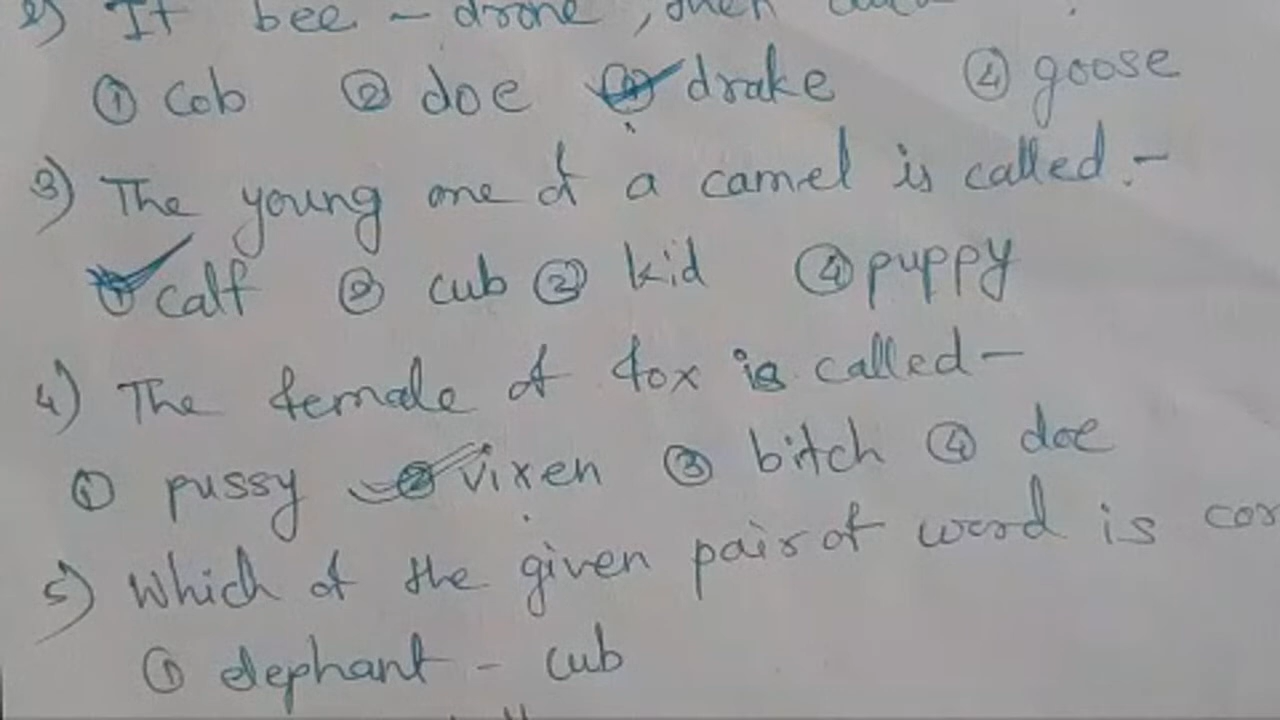 2) If bee - drone, then
① cob ② doe ③ drake ④ goose
3) The young one of a camel is called :-
① calf ② cub ③ kid ④ puppy
4) The female of fox is called -
① pussy ② vixen ③ bitch ④ doe
5) Which of the given pair of word is
① elephant - cub